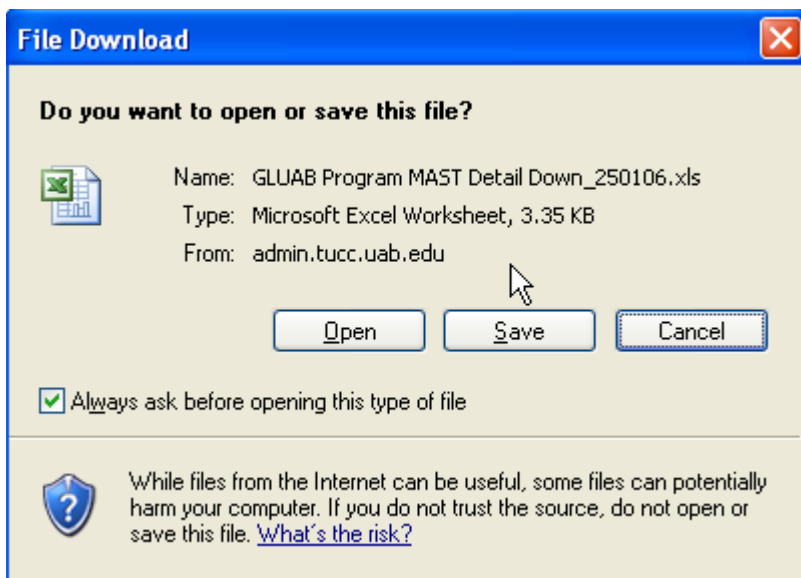 File Download
Do you want to open or save this file?
Name: GLUAB Program MAST Detail Down_250106.xls
Type: Microsoft Excel Worksheet, 3.35 KB
From: admin.tucc.uab.edu
Open Save Cancel
Always ask before opening this type of file
While files from the Internet can be useful, some files can potentially
harm your computer. If you do not trust the source, do not open or
save this file. What's the risk?